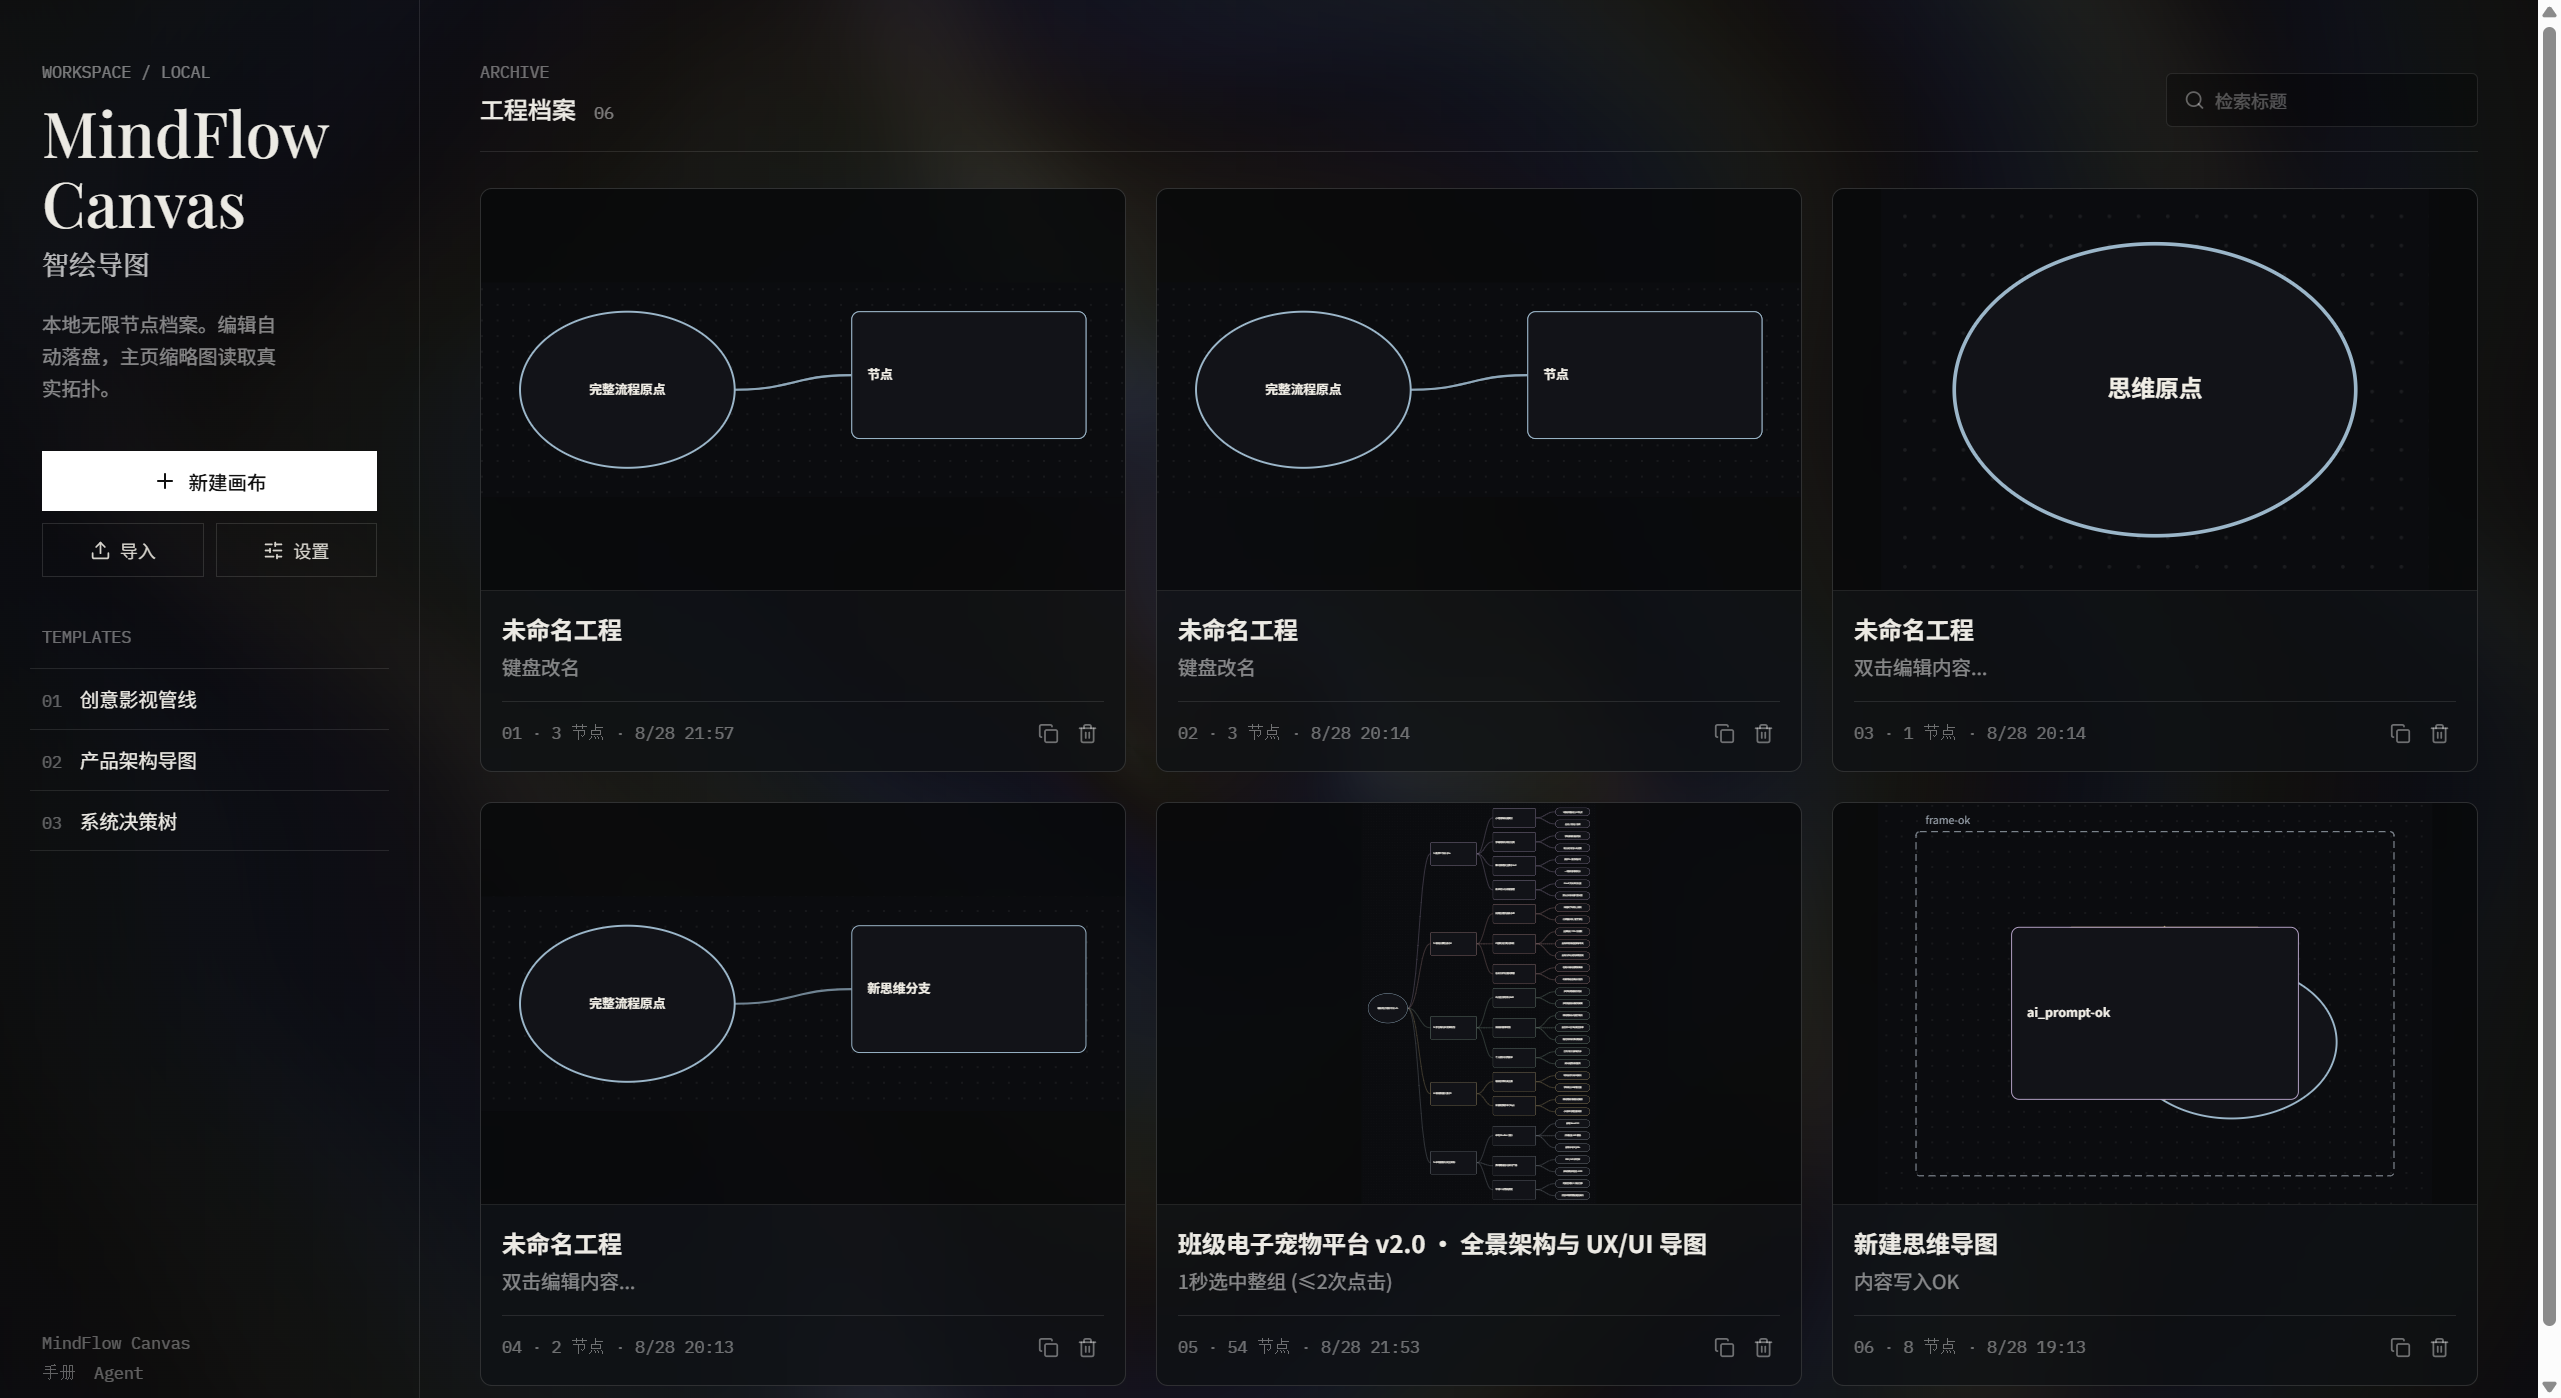 WORKSPACE / LOCAL
MindFlow
Canvas
智绘导图
本地无限节点档案。编辑自
动落盘，主页缩略图读取真
实拓扑。
新建画布
导入
设置
TEMPLATES
01 创意影视管线
02 产品架构导图
03 系统决策树
MindFlow Canvas
手册 Agent
ARCHIVE
工程档案 06
检索标题
完整流程原点
节点
未命名工程
键盘改名
01 · 3 节点 · 8/28 21:57
完整流程原点
节点
未命名工程
键盘改名
02 · 3 节点 · 8/28 20:14
思维原点
未命名工程
双击编辑内容...
03 · 1 节点 · 8/28 20:14
完整流程原点
新思维分支
未命名工程
双击编辑内容...
04 · 2 节点 · 8/28 20:13
班级电子宠物平台 v2.0 · 全景架构与 UX/UI 导图
1秒选中整组 (≤2次点击)
05 · 54 节点 · 8/28 21:53
frame-ok
ai_prompt-ok
新建思维导图
内容写入OK
06 · 8 节点 · 8/28 19:13